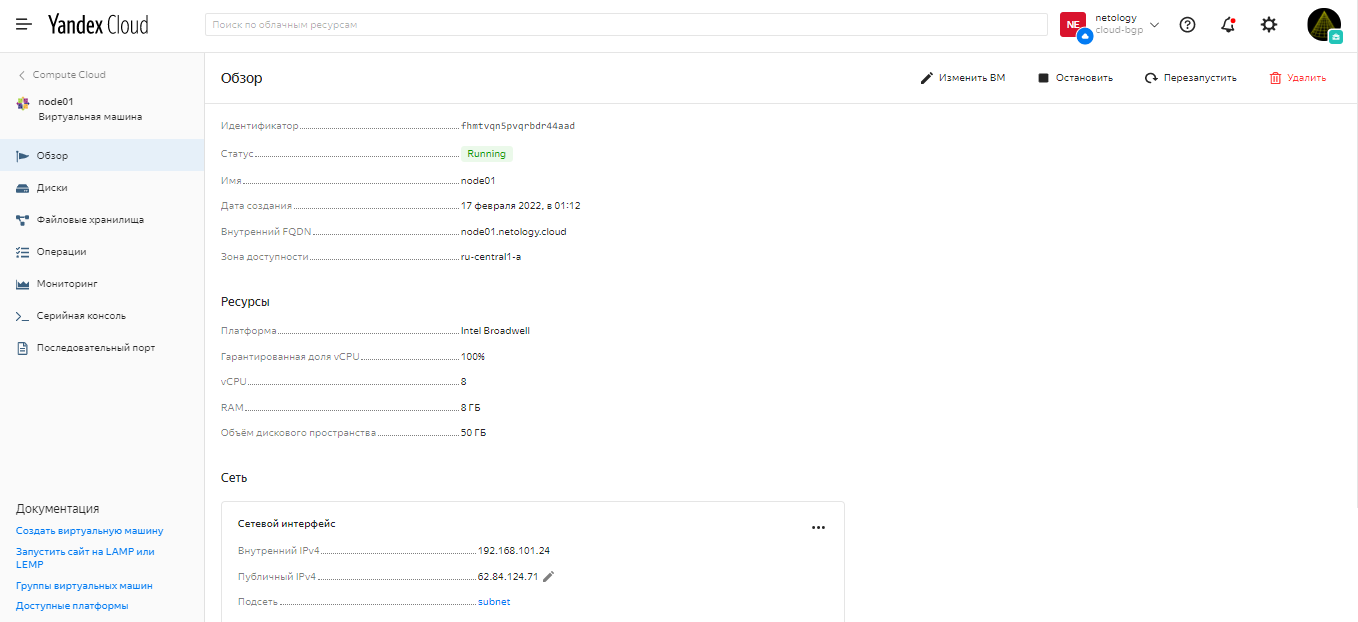 Yandex Cloud
Поиск по облачным ресурсам
NE
netology
cloud-bgp
Compute Cloud
node01
Виртуальная машина
Обзор
Диски
Файловые хранилища
Операции
Мониторинг
Серийная консоль
Последовательный порт
Документация
Создать виртуальную машину
Запустить сайт на LAMP или
LEMP
Группы виртуальных машин
Доступные платформы
Обзор
Изменить ВМ
Остановить
Перезапустить
Удалить
Идентификатор fhmtvqn5pvqrbdr44aad
Статус Running
Имя node01
Дата создания 17 февраля 2022, в 01:12
Внутренний FQDN node01.netology.cloud
Зона доступности ru-central1-a
Ресурсы
Платформа Intel Broadwell
Гарантированная доля vCPU 100%
vCPU 8
RAM 8 ГБ
Объём дискового пространства 50 ГБ
Сеть
Сетевой интерфейс
Внутренний IPv4 192.168.101.24
Публичный IPv4 62.84.124.71
Подсеть subnet